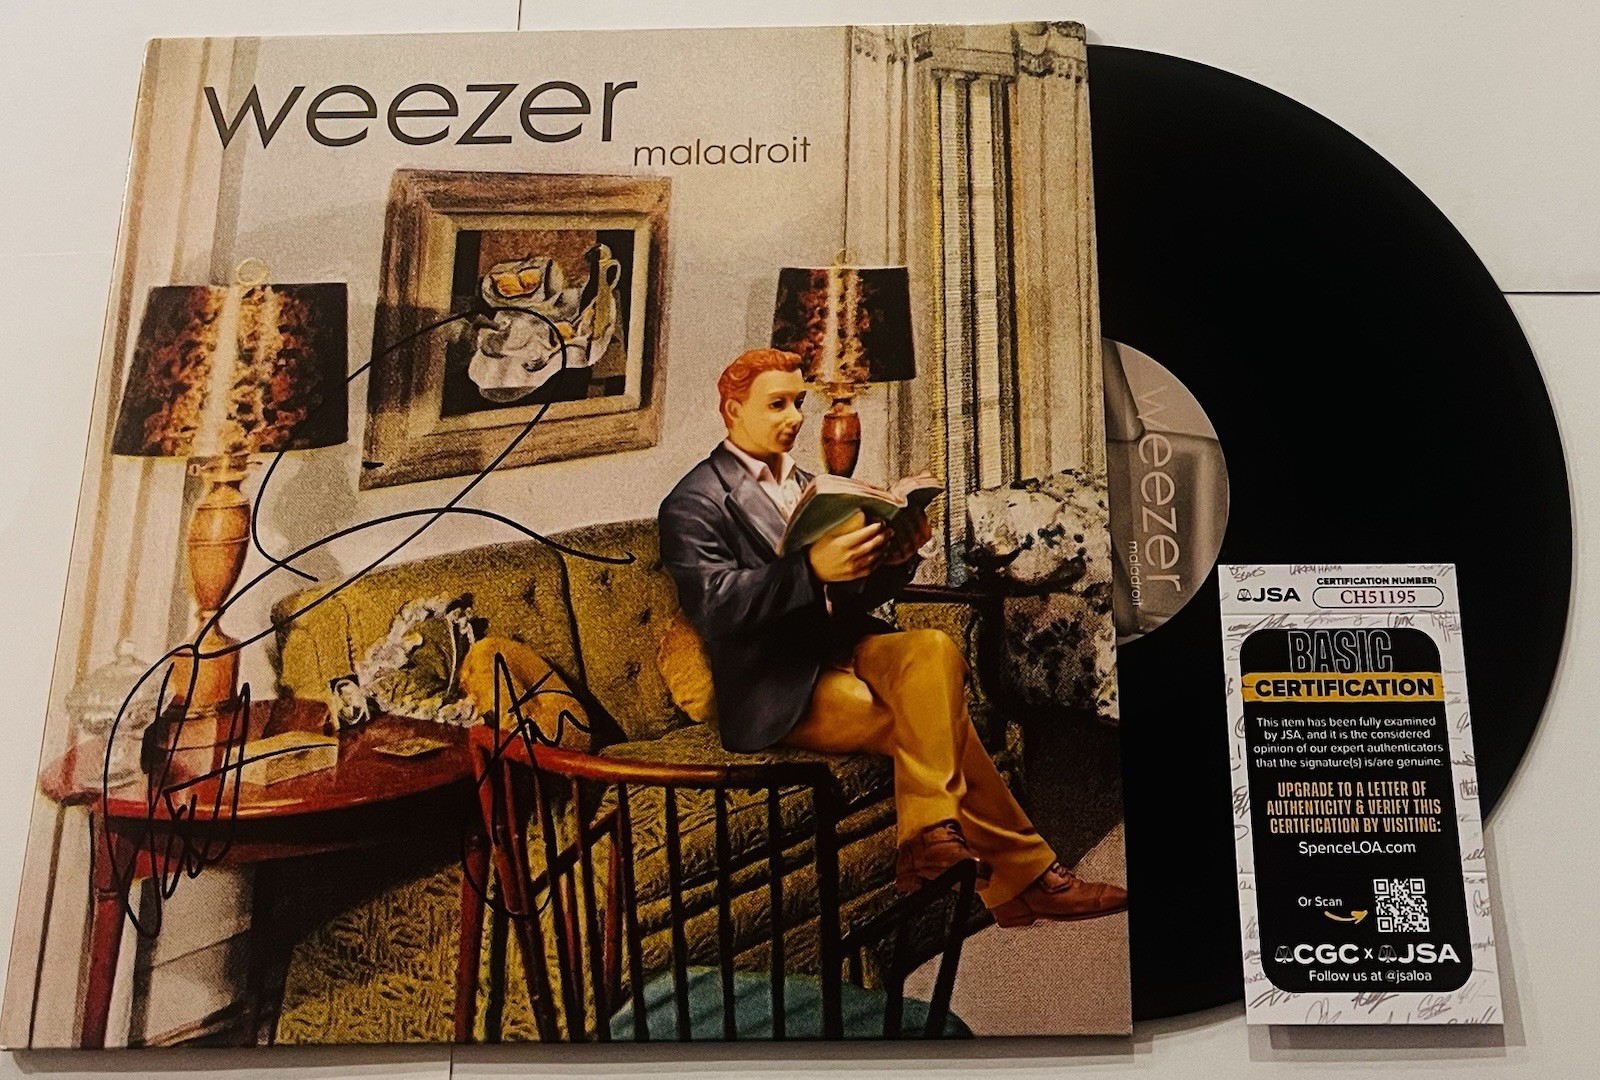 weezer
maladroit
weezer
maladroit
JSA
CERTIFICATION NUMBER:
CH51195
BASIC
CERTIFICATION
This item has been fully examined
by JSA, and it is the considered
opinion of our expert authenticators
that the signature(s) is/are genuine.
UPGRADE TO A LETTER OF
AUTHENTICITY & VERIFY THIS
CERTIFICATION BY VISITING:
SpenceLOA.com
Or Scan
CGC x JSA
Follow us at @jsaloa